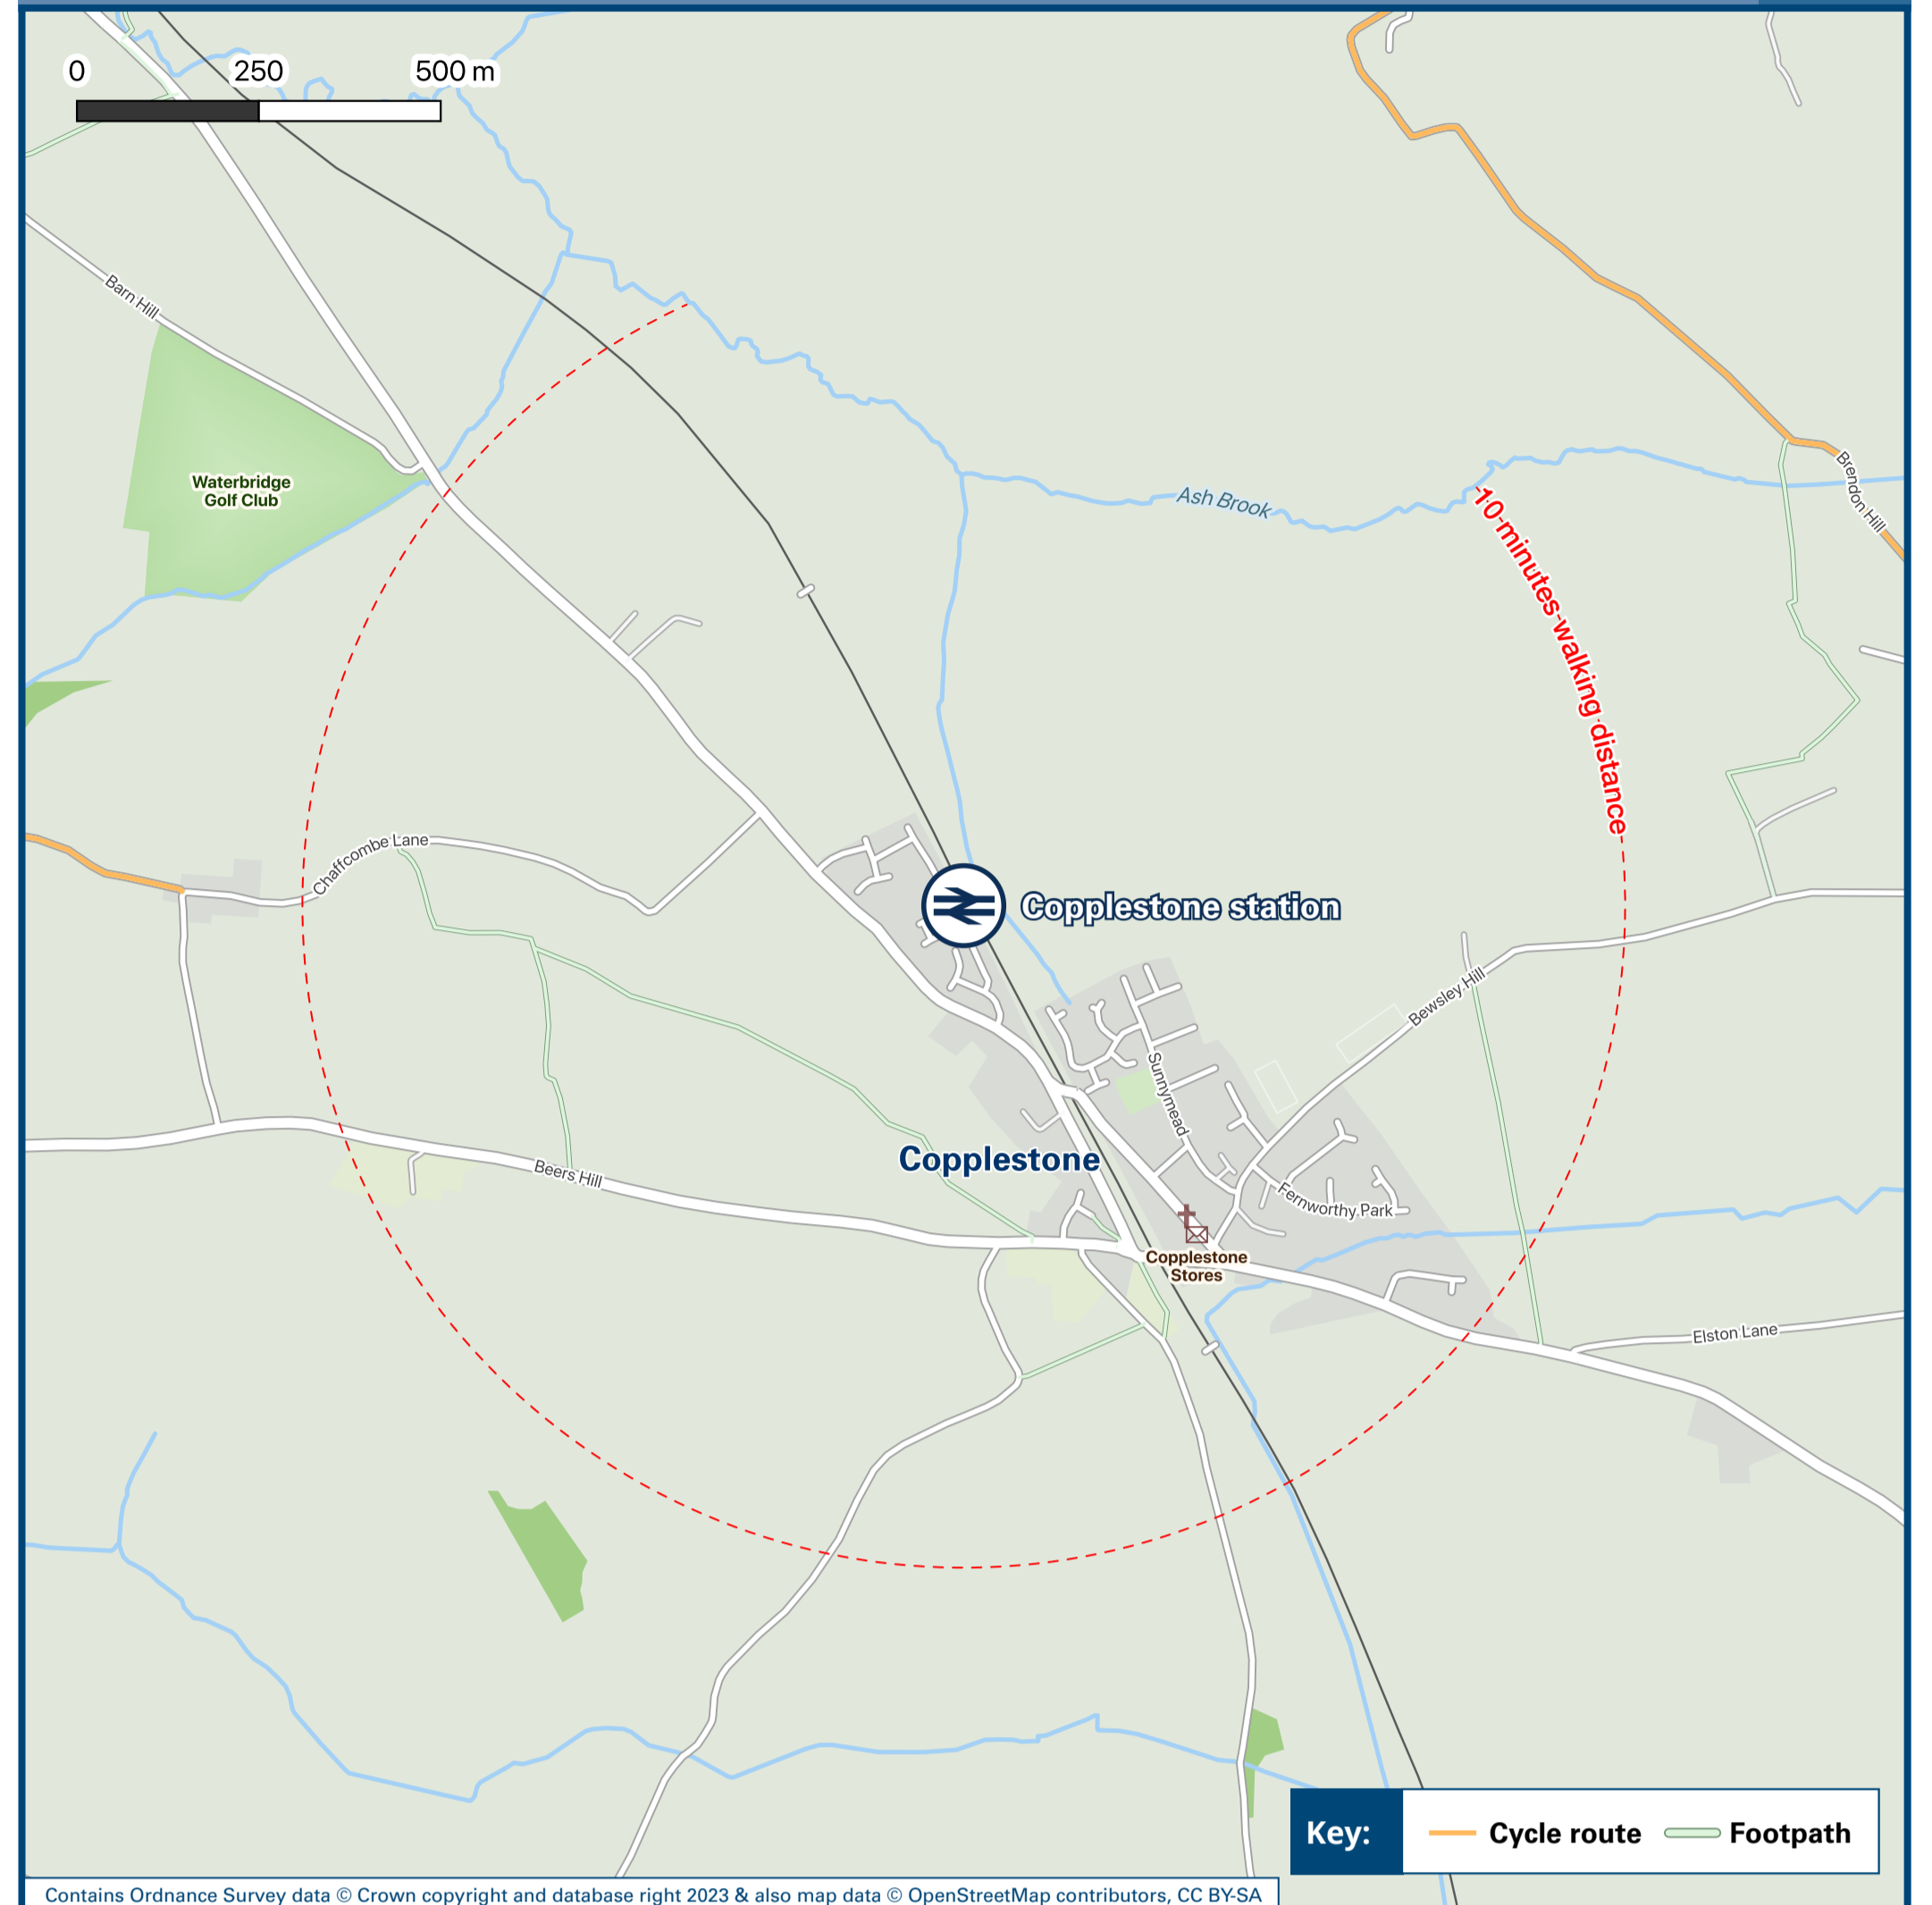 0 250 500 m
Barn Hill
Waterbridge
Golf Club
Brendon Hill
Ash Brook
10 minutes walking distance
Chaffcombe Lane
Copplestone station
Bewsley Hill
Sunnymead
Copplestone
Beers Hill
Fernworthy Park
Copplestone
Stores
Elston Lane
Key: Cycle route Footpath
Contains Ordnance Survey data © Crown copyright and database right 2023 & also map data © OpenStreetMap contributors, CC BY-SA